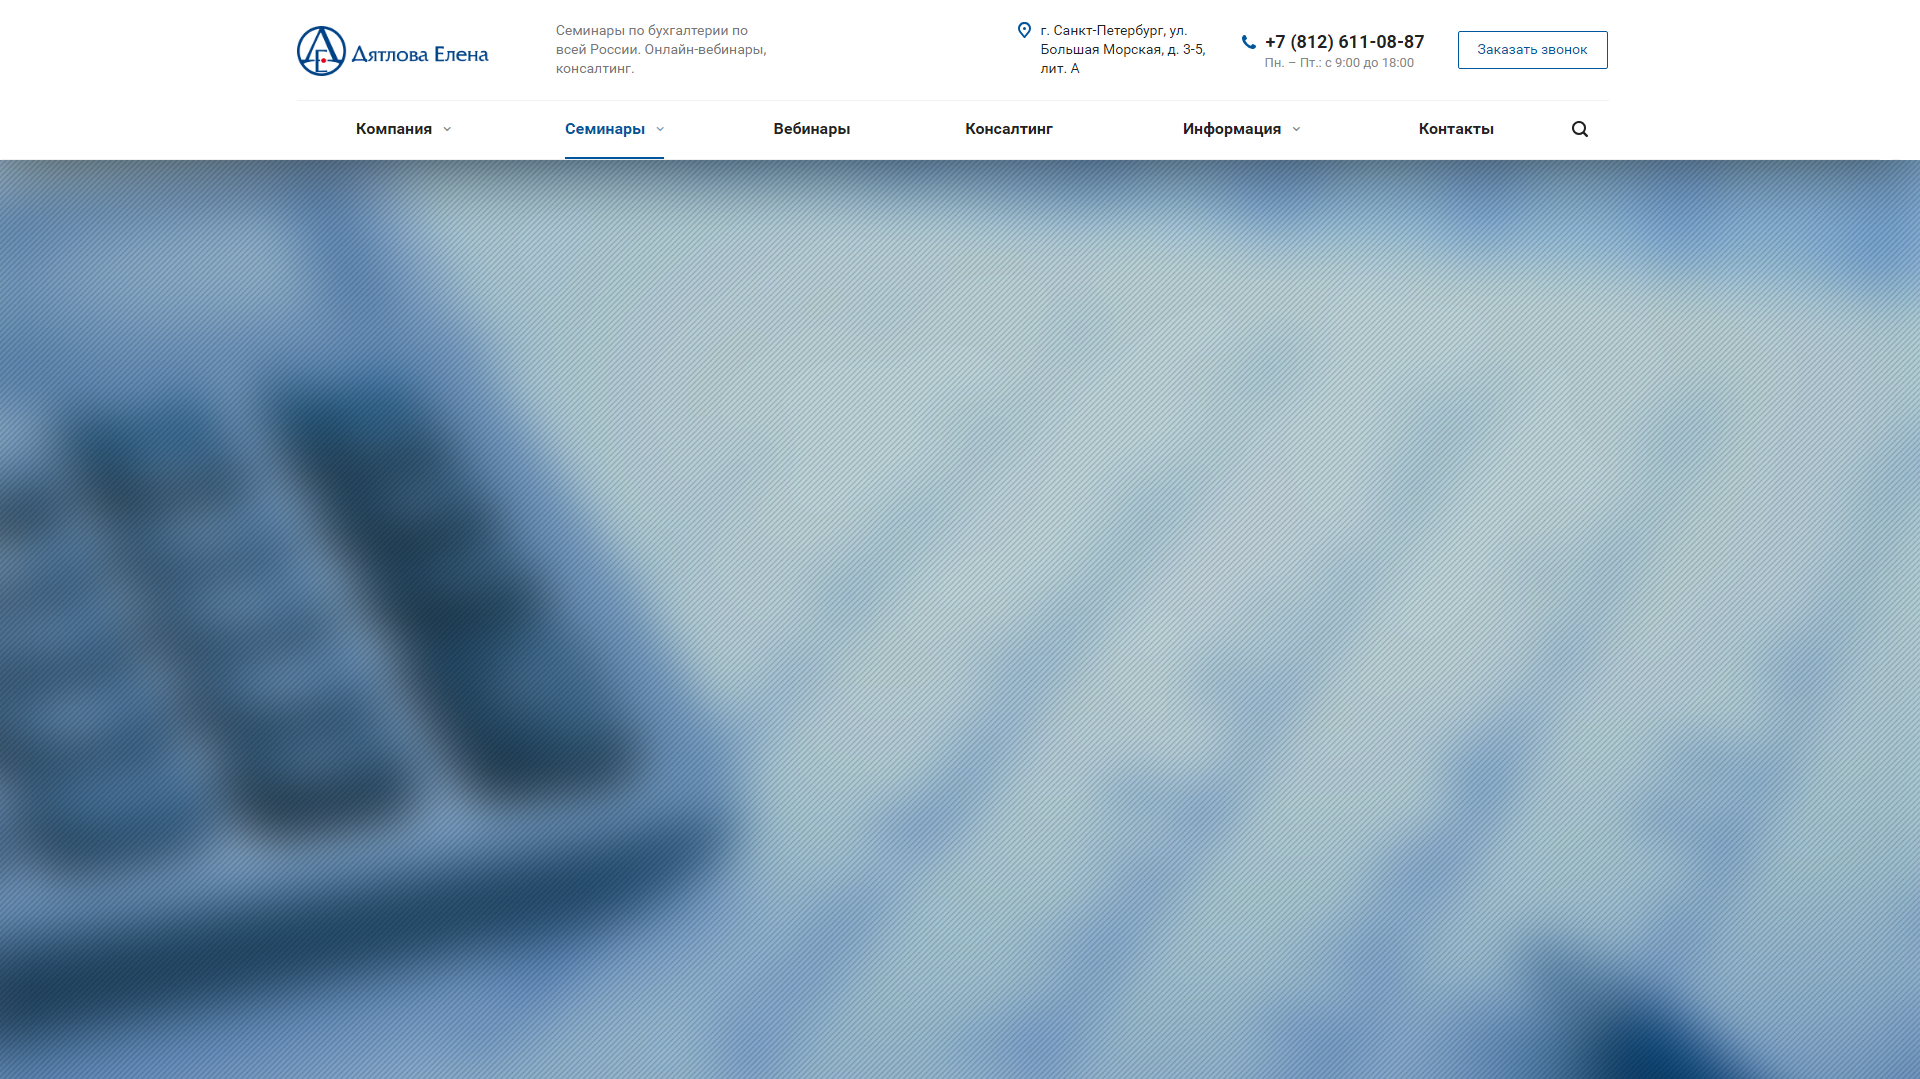 Дятлова Елена
Семинары по бухгалтерии по
всей России. Онлайн-вебинары,
консалтинг.
г. Санкт-Петербург, ул.
Большая Морская, д. 3-5,
лит. А
+7 (812) 611-08-87
Пн. – Пт.: с 9:00 до 18:00
Заказать звонок
Компания
Семинары
Вебинары
Консалтинг
Информация
Контакты